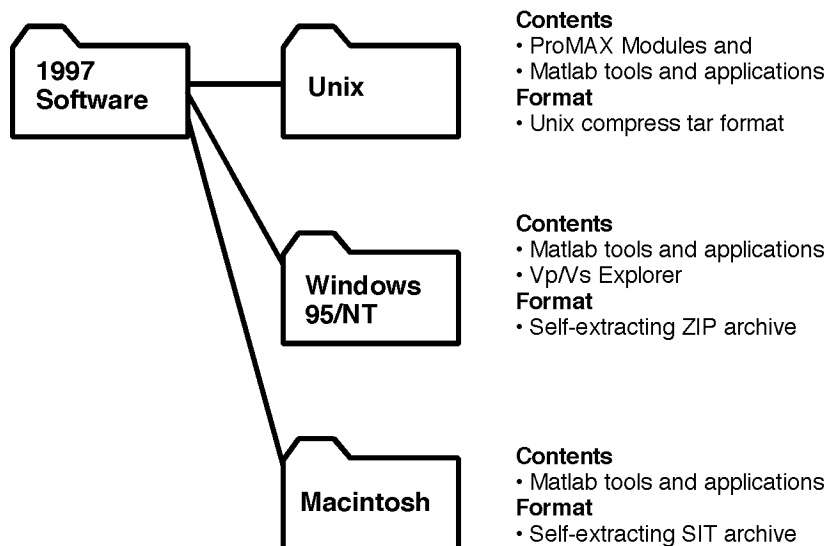 1997
Software
Unix
Contents
• ProMAX Modules and
• Matlab tools and applications
Format
• Unix compress tar format
Windows
95/NT
Contents
• Matlab tools and applications
• Vp/Vs Explorer
Format
• Self-extracting ZIP archive
Macintosh
Contents
• Matlab tools and applications
Format
• Self-extracting SIT archive